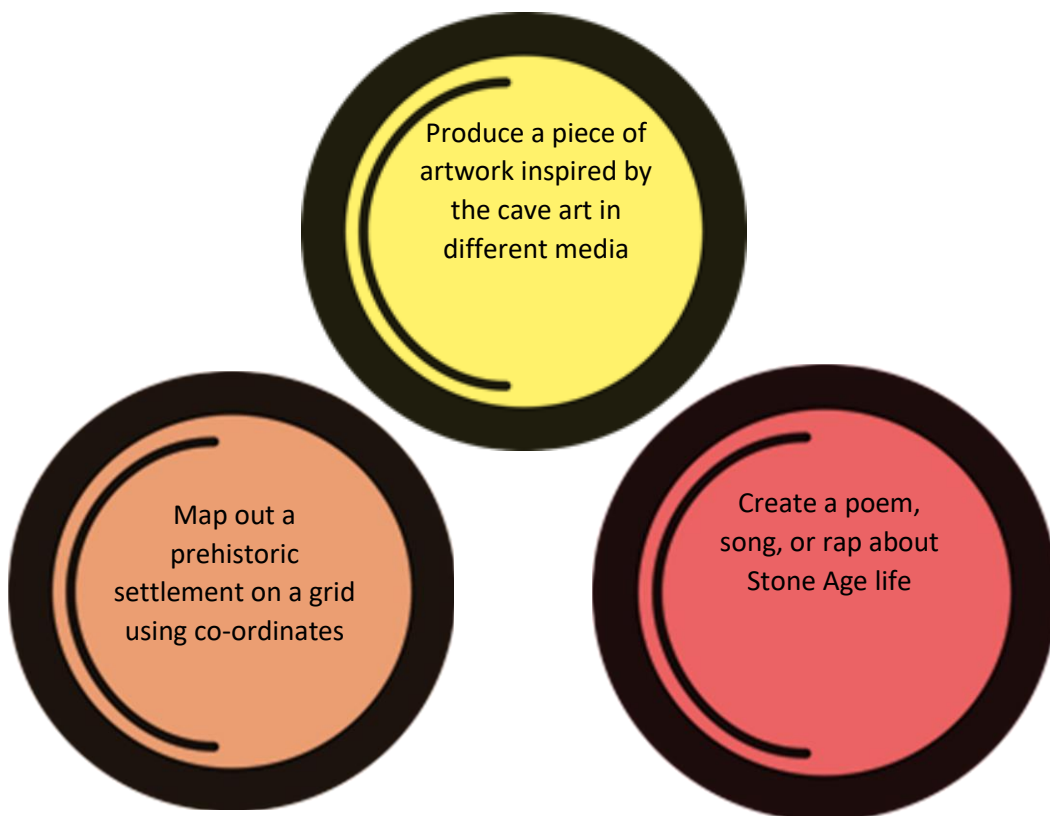 Produce a piece of
artwork inspired by
the cave art in
different media
Map out a
prehistoric
settlement on a grid
using co-ordinates
Create a poem,
song, or rap about
Stone Age life